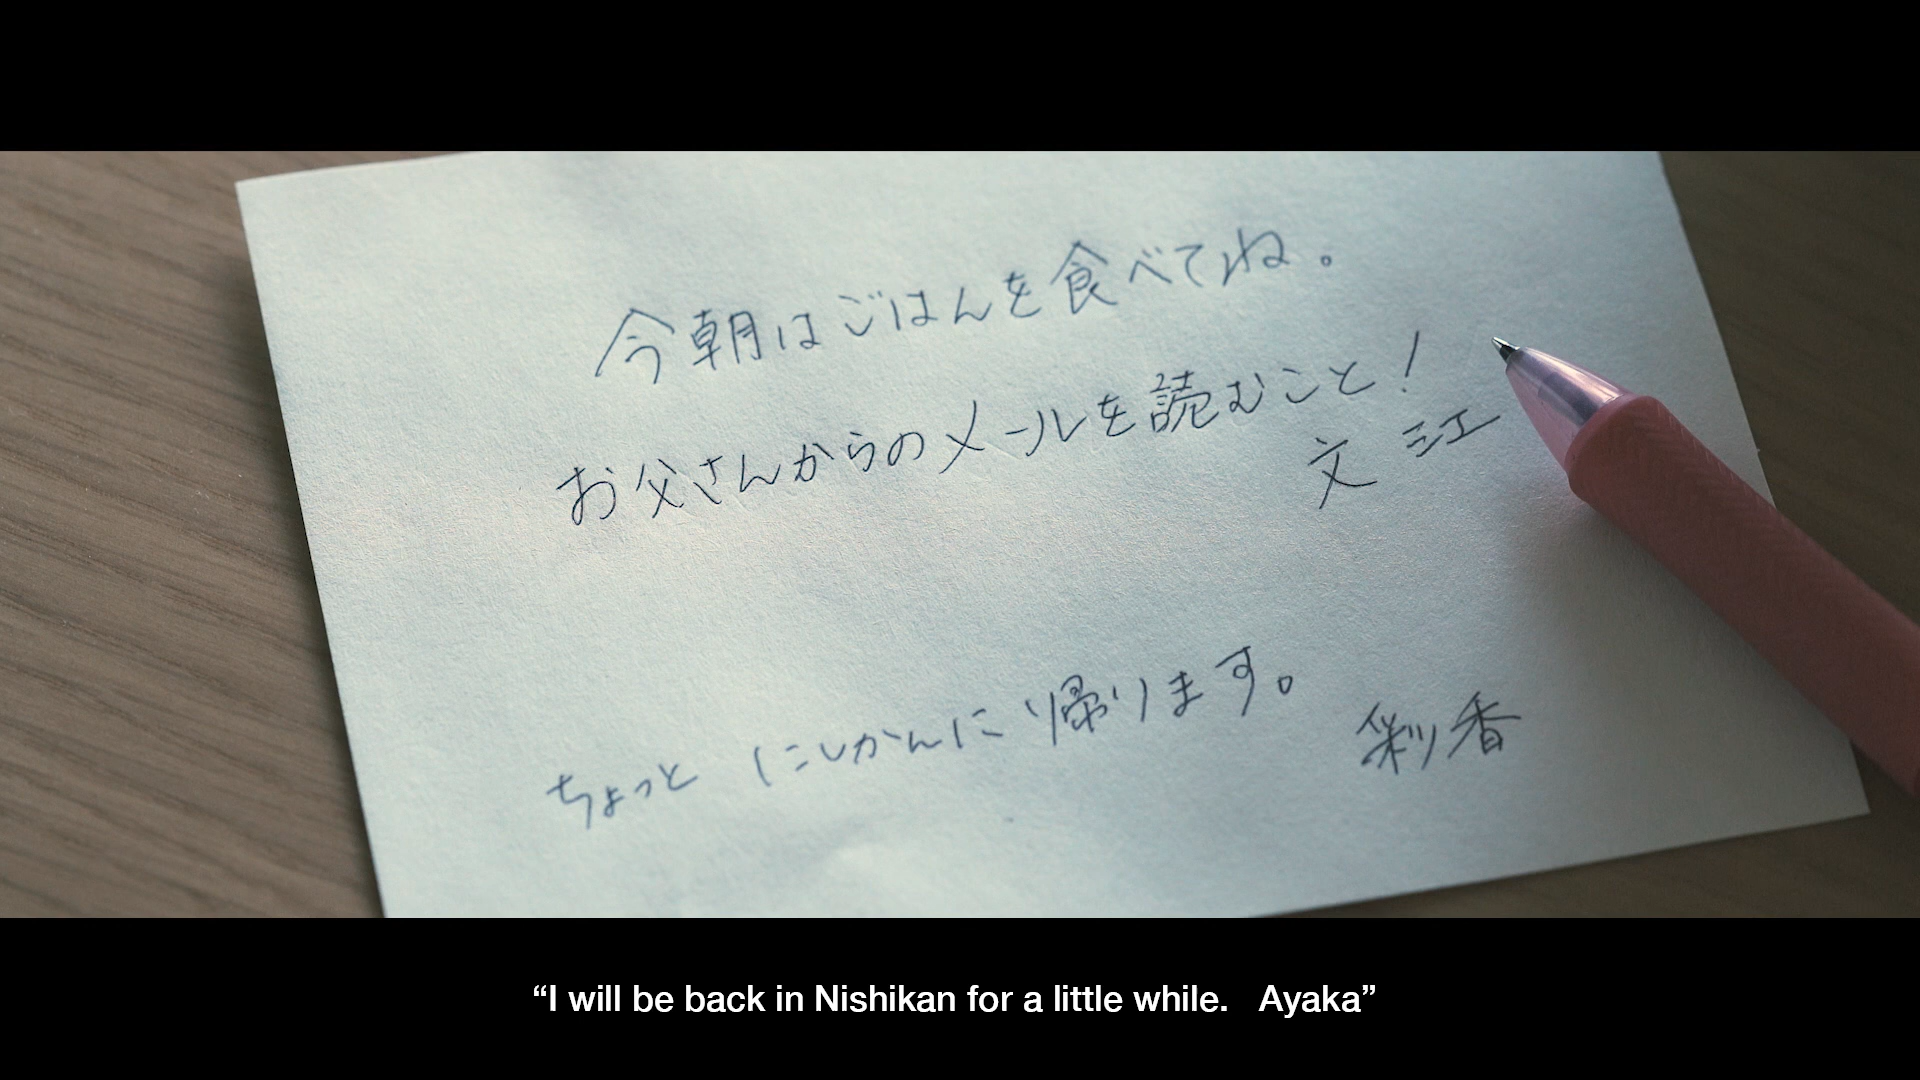 今朝はごはんを食べてね。
お父さんからのメールを読むこと！
文江
ちょっと にしかんに帰ります。
彩香
“I will be back in Nishikan for a little while. Ayaka”